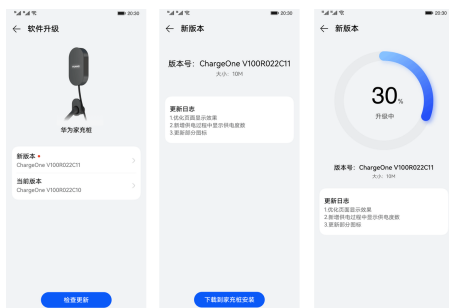 20:30
软件升级
华为家充桩
新版本
ChargeOne V100R022C11
当前版本
ChargeOne V100R022C10
检查更新
20:30
新版本
版本号：ChargeOne V100R022C11
大小：10M
更新日志
1.优化页面显示效果
2.新增供电过程中显示供电度数
3.更新部分图标
下载到家充桩安装
20:30
新版本
30%
升级中
版本号：ChargeOne V100R022C11
大小：10M
更新日志
1.优化页面显示效果
2.新增供电过程中显示供电度数
3.更新部分图标